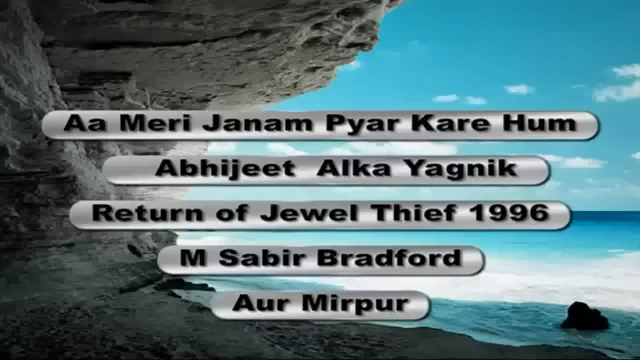 Aa Meri Janam Pyar Kare Hum
Abhijeet Alka Yagnik
Return of Jewel Thief 1996
M Sabir Bradford
Aur Mirpur